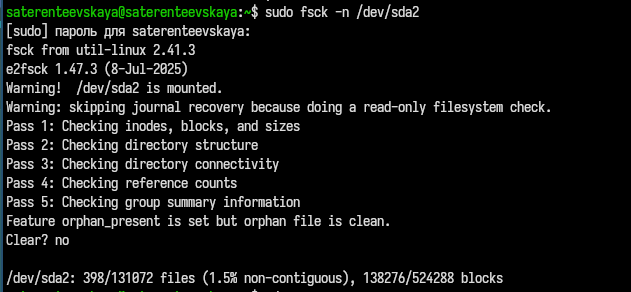 saterenteevskaya@saterenteevskaya:~$ sudo fsck -n /dev/sda2
[sudo] пароль для saterenteevskaya:
fsck from util-linux 2.41.3
e2fsck 1.47.3 (8-Jul-2025)
Warning!  /dev/sda2 is mounted.
Warning: skipping journal recovery because doing a read-only filesystem check.
Pass 1: Checking inodes, blocks, and sizes
Pass 2: Checking directory structure
Pass 3: Checking directory connectivity
Pass 4: Checking reference counts
Pass 5: Checking group summary information
Feature orphan_present is set but orphan file is clean.
Clear? no

/dev/sda2: 398/131072 files (1.5% non-contiguous), 138276/524288 blocks